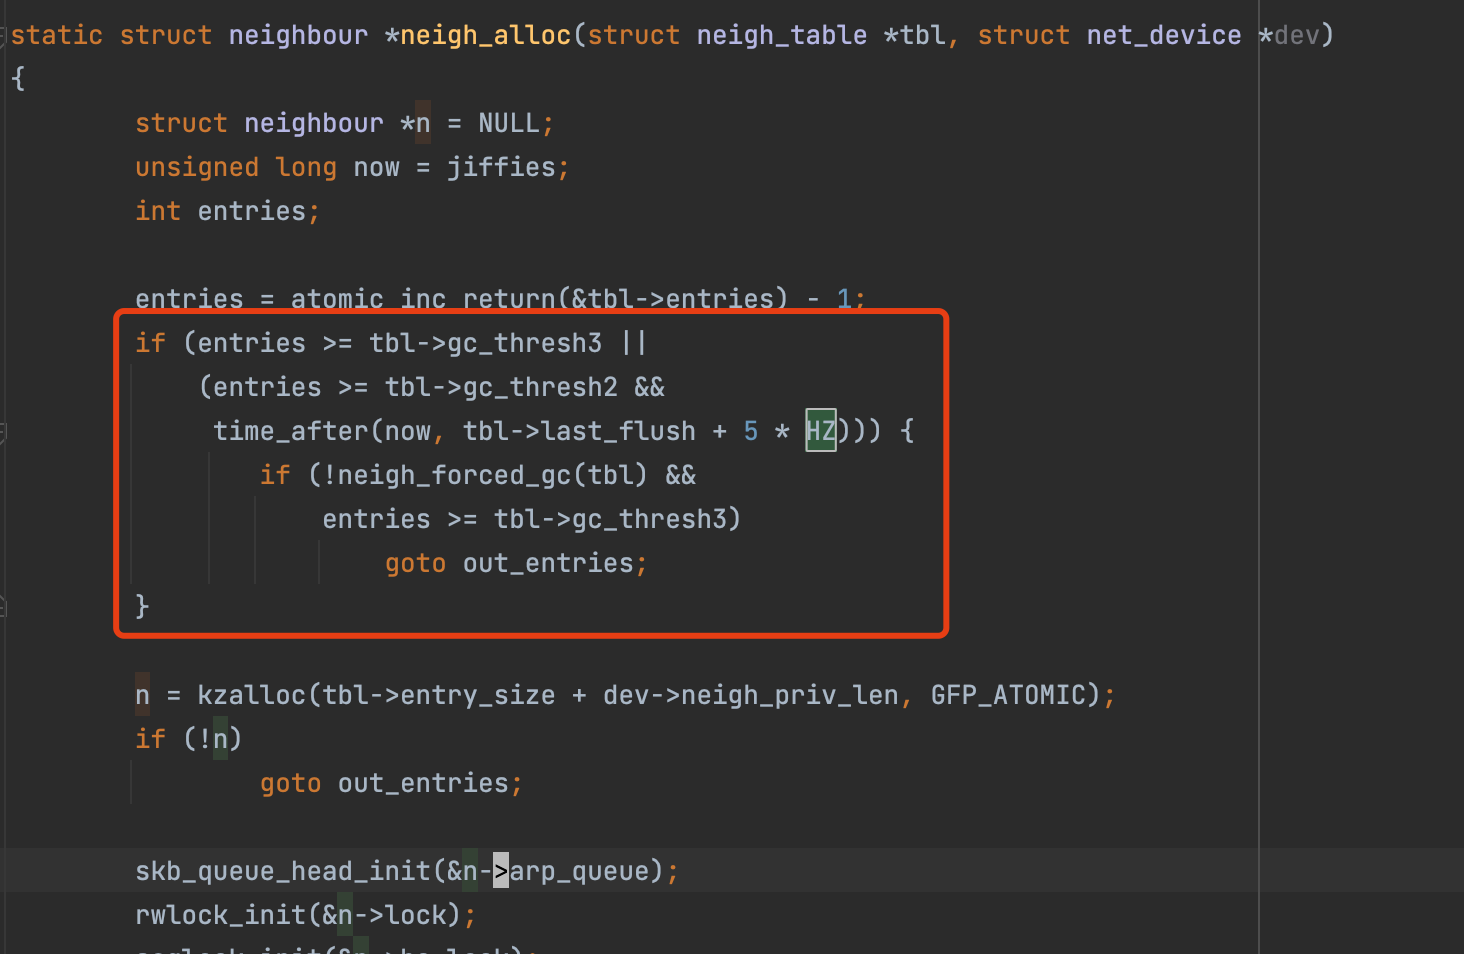 static struct neighbour *neigh_alloc(struct neigh_table *tbl, struct net_device *dev)
{
struct neighbour *n = NULL;
unsigned long now = jiffies;
int entries;
entries = atomic_inc_return(&tbl->entries) - 1;
if (entries >= tbl->gc_thresh3 ||
(entries >= tbl->gc_thresh2 &&
time_after(now, tbl->last_flush + 5 * HZ))) {
if (!neigh_forced_gc(tbl) &&
entries >= tbl->gc_thresh3)
goto out_entries;
}
n = kzalloc(tbl->entry_size + dev->neigh_priv_len, GFP_ATOMIC);
if (!n)
goto out_entries;
skb_queue_head_init(&n->arp_queue);
rwlock_init(&n->lock);